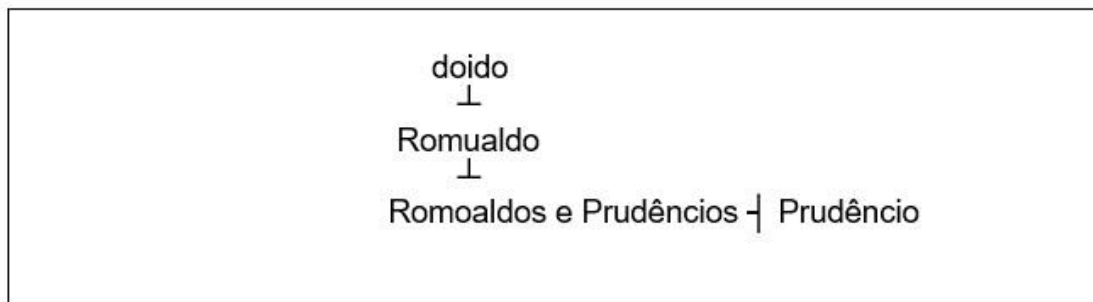 doido
⊥
Romualdo
⊥
Romoaldos e Prudêncios ┤ Prudêncio